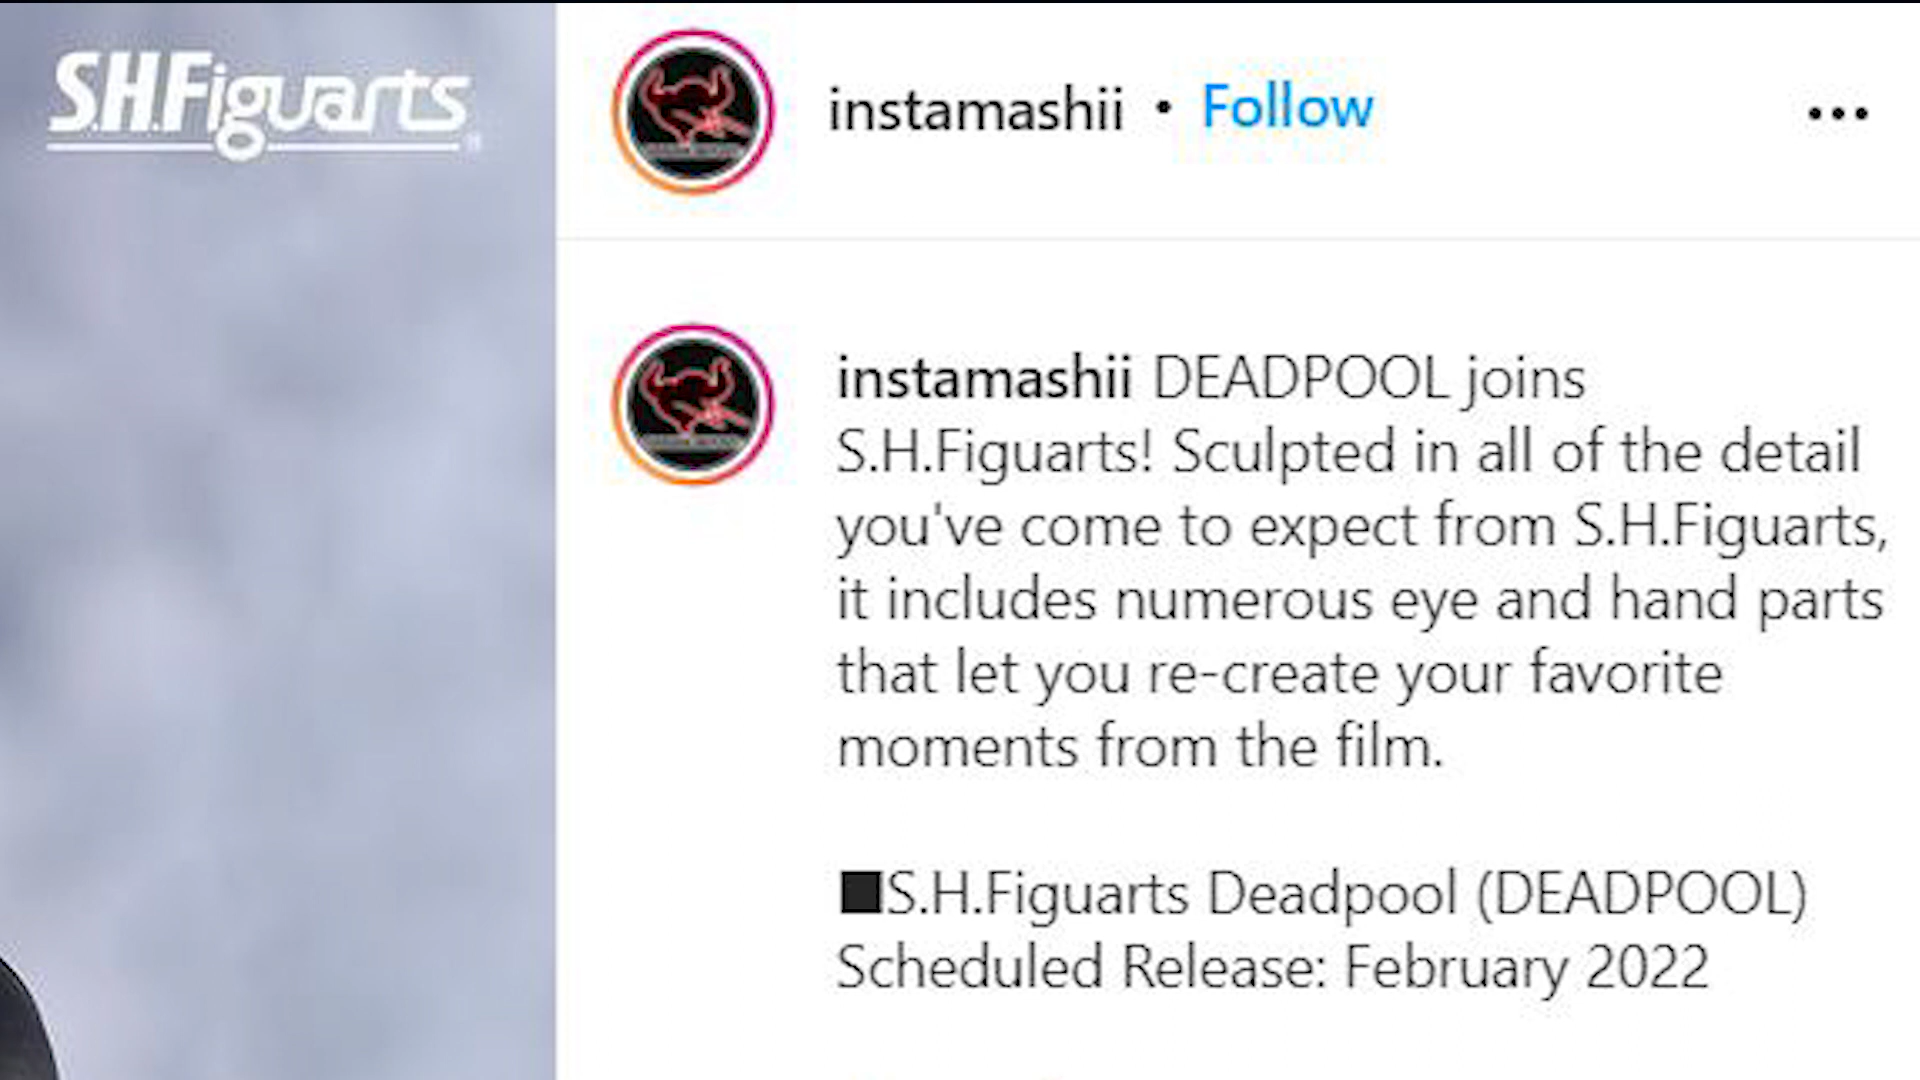 S.H.Figuarts
instamashii • Follow
instamashii DEADPOOL joins
S.H.Figuarts! Sculpted in all of the detail
you've come to expect from S.H.Figuarts,
it includes numerous eye and hand parts
that let you re-create your favorite
moments from the film.
■S.H.Figuarts Deadpool (DEADPOOL)
Scheduled Release: February 2022